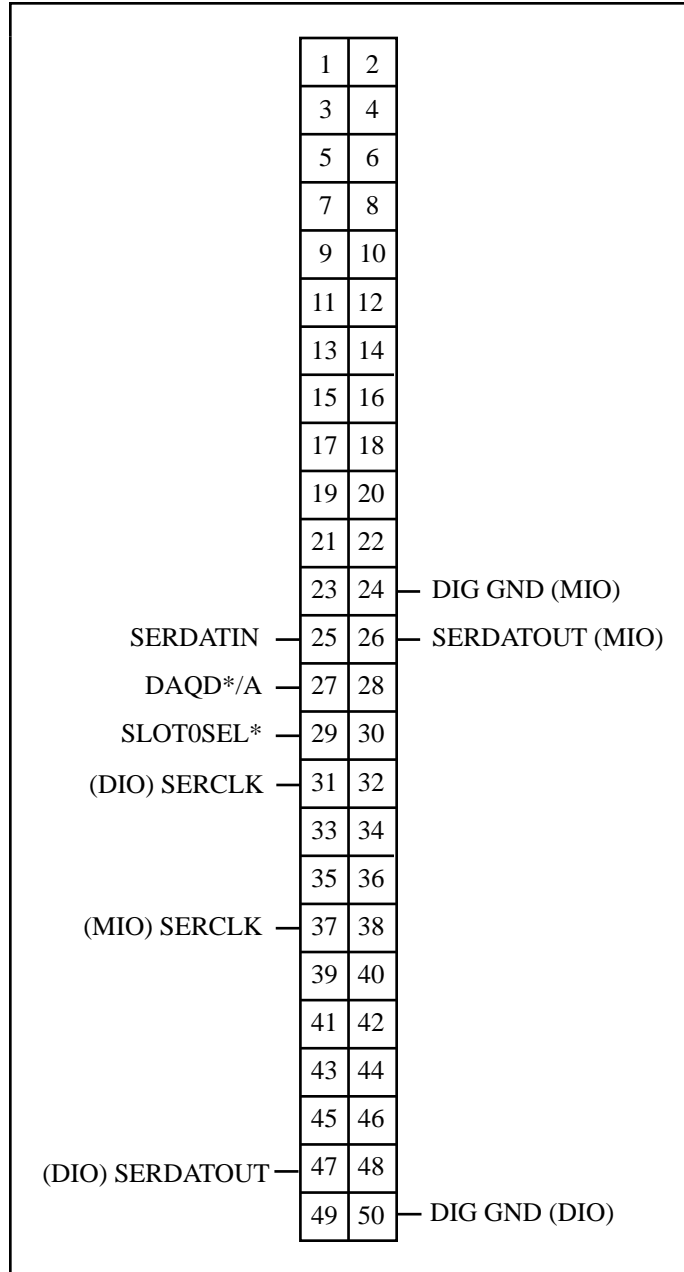 1 2
3 4
5 6
7 8
9 10
11 12
13 14
15 16
17 18
19 20
21 22
23 24 DIG GND (MIO)
SERDATIN 25 26 SERDATOUT (MIO)
DAQD*/A 27 28
SLOT0SEL* 29 30
(DIO) SERCLK 31 32
33 34
35 36
(MIO) SERCLK 37 38
39 40
41 42
43 44
45 46
(DIO) SERDATOUT 47 48
49 50 DIG GND (DIO)